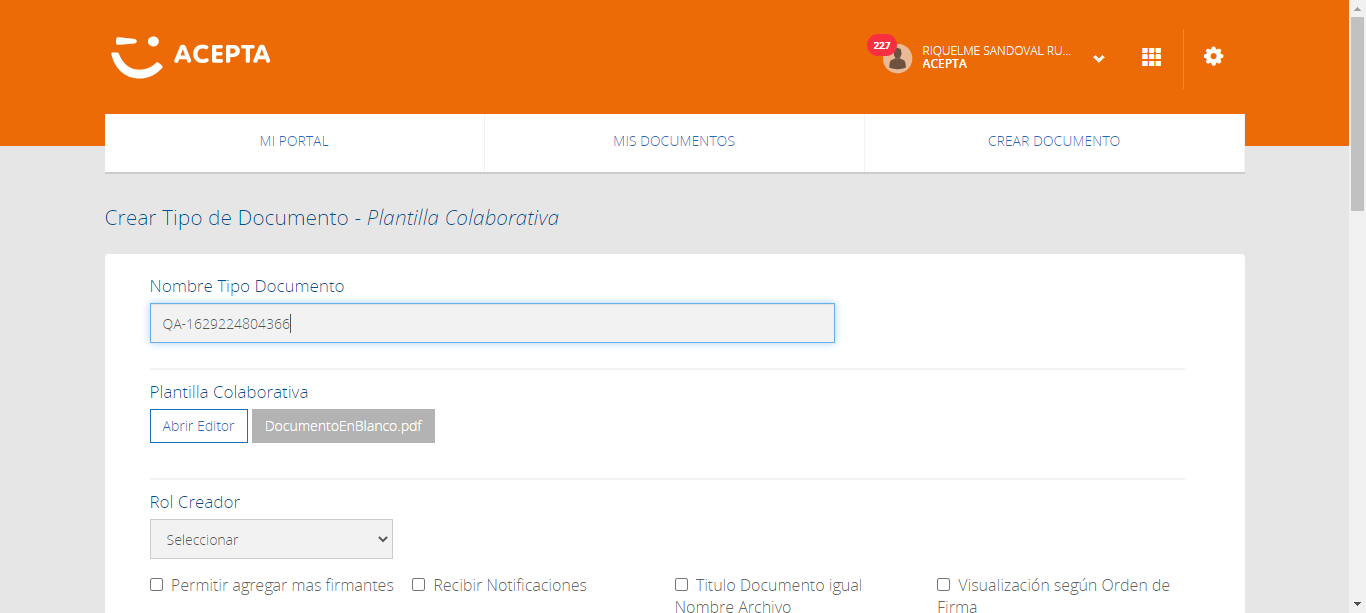 ACEPTA
227
RIQUELME SANDOVAL RU...
ACEPTA
MI PORTAL
MIS DOCUMENTOS
CREAR DOCUMENTO
Crear Tipo de Documento - Plantilla Colaborativa
Nombre Tipo Documento
QA-1629224804366
Plantilla Colaborativa
Abrir Editor
DocumentoEnBlanco.pdf
Rol Creador
Seleccionar
Permitir agregar mas firmantes
Recibir Notificaciones
Titulo Documento igual
Nombre Archivo
Visualización según Orden de
Firma